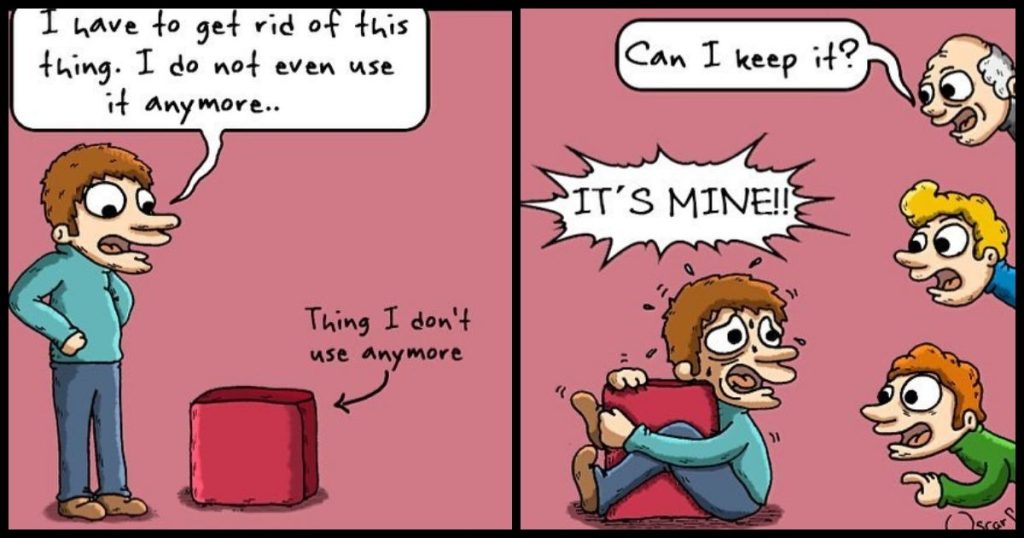 I have to get rid of this
thing. I do not even use
it anymore..
Thing I don't
use anymore
Can I keep it?
IT´S MINE!!
Oscar